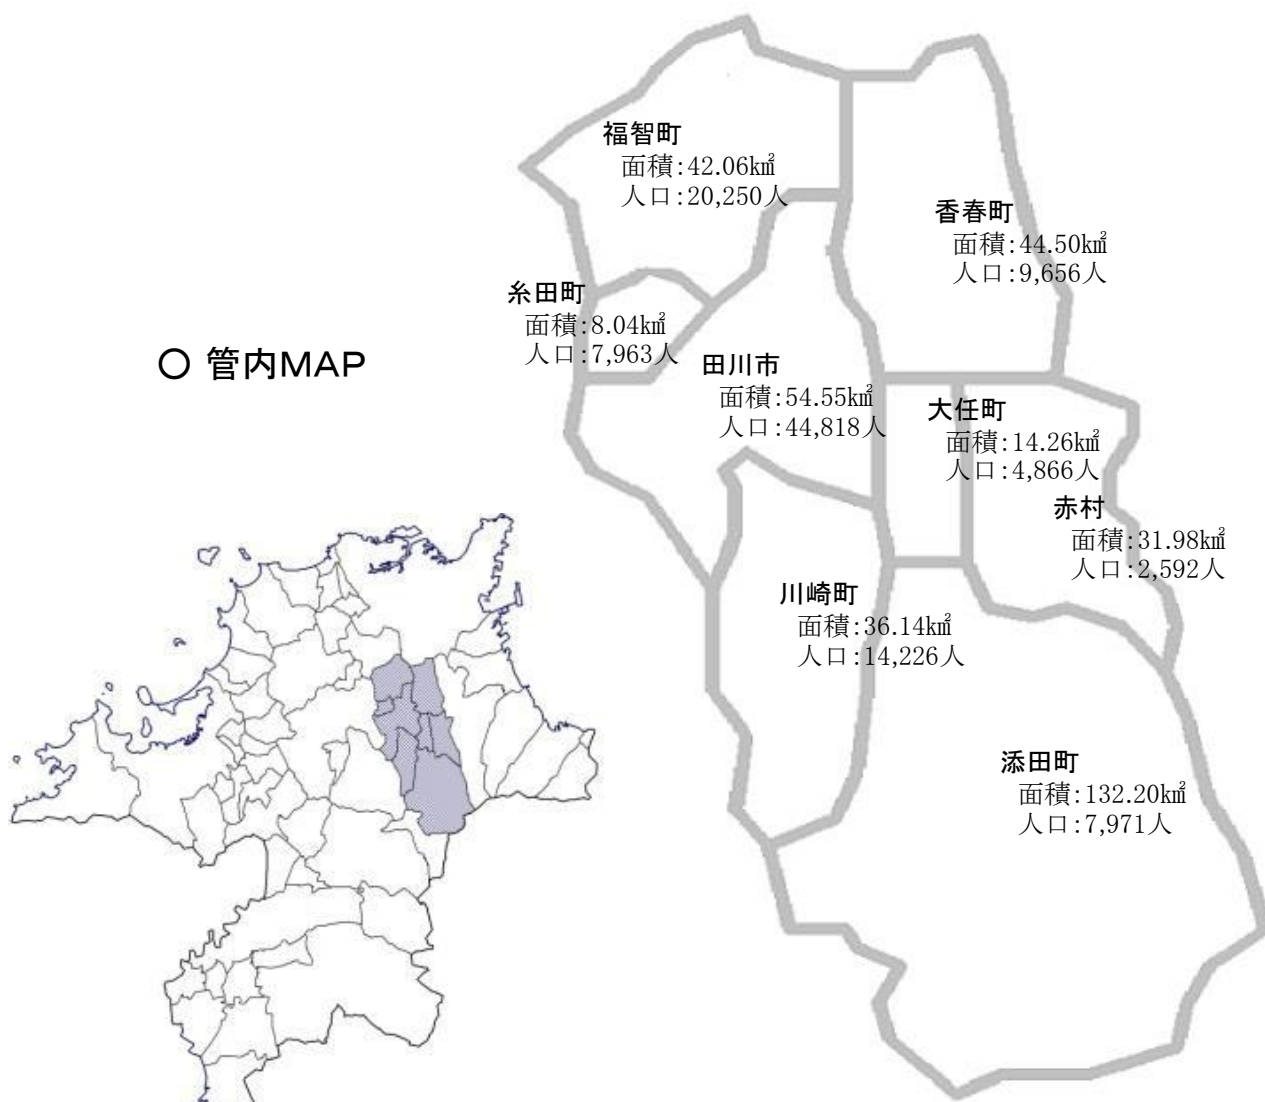 福智町
面積:42.06㎢
人口:20,250人
香春町
面積:44.50㎢
人口:9,656人
糸田町
面積:8.04㎢
人口:7,963人
○ 管内MAP
田川市
面積:54.55㎢
人口:44,818人
大任町
面積:14.26㎢
人口:4,866人
赤村
面積:31.98㎢
人口:2,592人
川崎町
面積:36.14㎢
人口:14,226人
添田町
面積:132.20㎢
人口:7,971人